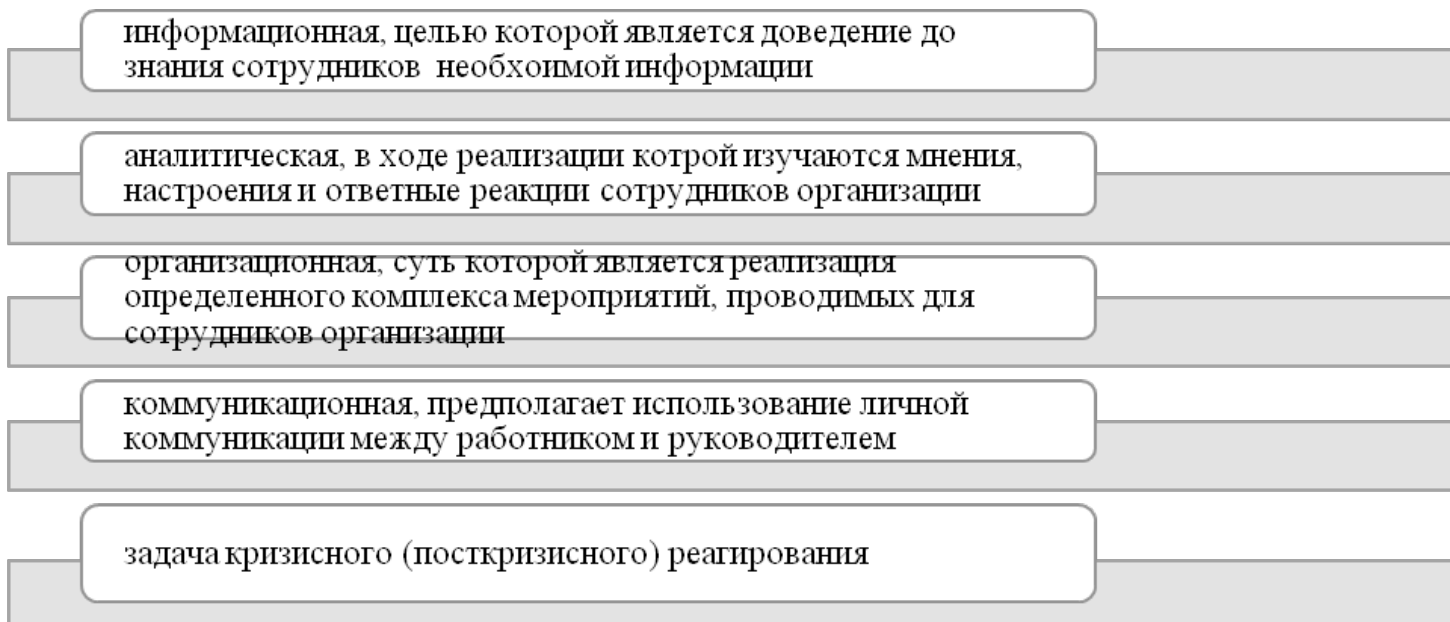 информационная, целью которой является доведение до
знания сотрудников необхоимой информации
аналитическая, в ходе реализации котрой изучаются мнения,
настроения и ответные реакции сотрудников организации
организационная, суть которой является реализация
определенного комплекса мероприятий, проводимых для
сотрудников организации
коммуникационная, предполагает использование личной
коммуникации между работником и руководителем
задача кризисного (посткризисного) реагирования